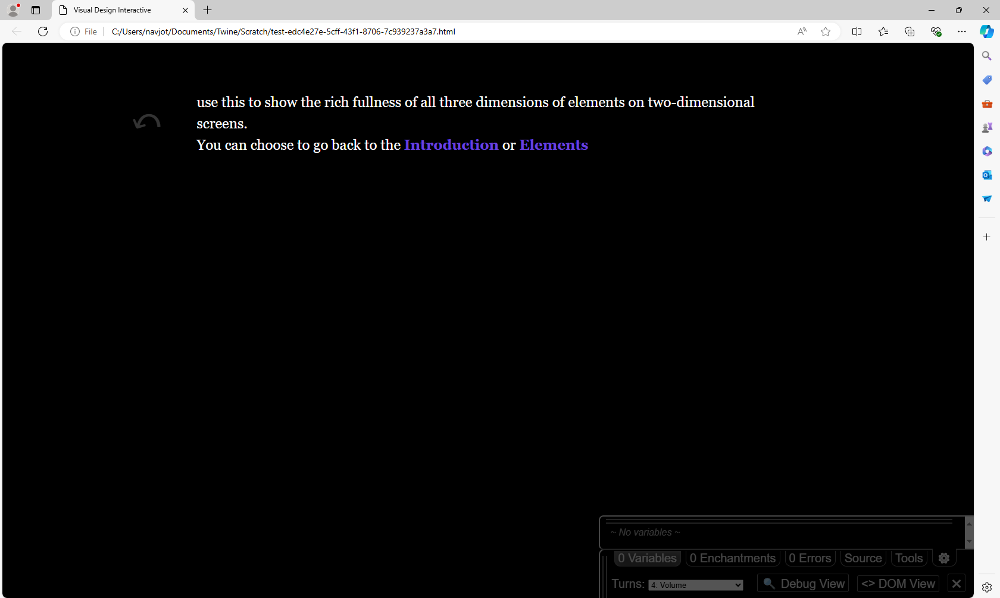 Visual Design Interactive
File
C:/Users/navjot/Documents/Twine/Scratch/test-edc4e27e-5cff-43f1-8706-7c939237a3a7.html
use this to show the rich fullness of all three dimensions of elements on two-dimensional
screens.
You can choose to go back to the Introduction or Elements
~ No variables ~
0 Variables 0 Enchantments 0 Errors Source Tools
Turns: 4: Volume Debug View <> DOM View